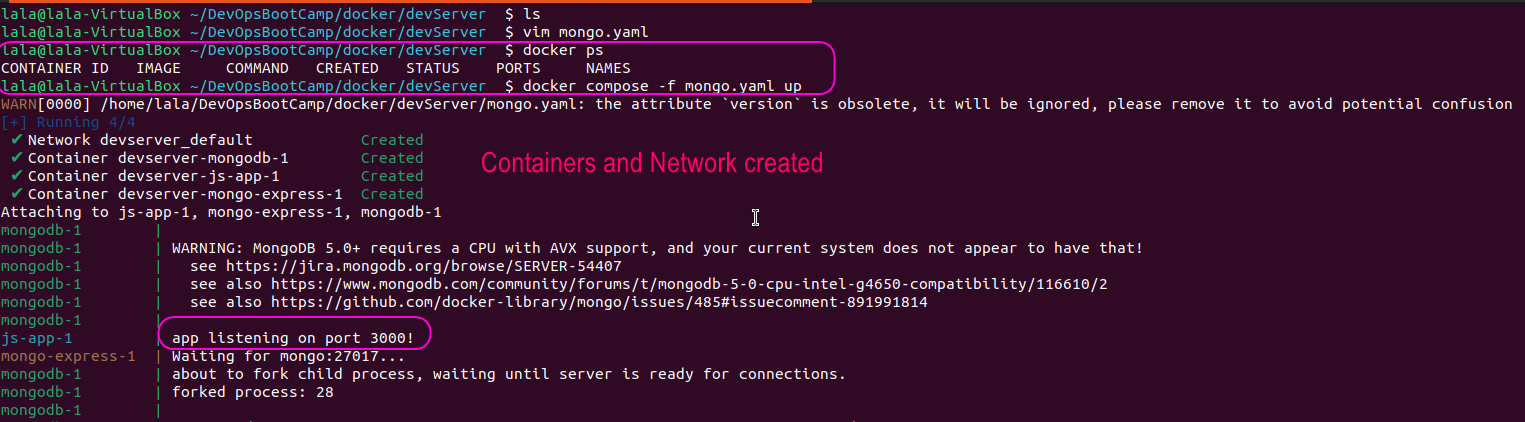 lala@lala-VirtualBox ~/DevOpsBootCamp/docker/devServer $ ls
lala@lala-VirtualBox ~/DevOpsBootCamp/docker/devServer $ vim mongo.yaml
lala@lala-VirtualBox ~/DevOpsBootCamp/docker/devServer $ docker ps
CONTAINER ID IMAGE COMMAND CREATED STATUS PORTS NAMES
lala@lala-VirtualBox ~/DevOpsBootCamp/docker/devServer $ docker compose -f mongo.yaml up
WARN[0000] /home/lala/DevOpsBootCamp/docker/devServer/mongo.yaml: the attribute `version` is obsolete, it will be ignored, please remove it to avoid potential confusion
[+] Running 4/4
✔ Network devserver_default Created
✔ Container devserver-mongodb-1 Created
Containers and Network created
✔ Container devserver-js-app-1 Created
✔ Container devserver-mongo-express-1 Created
Attaching to js-app-1, mongo-express-1, mongodb-1
mongodb-1 |
mongodb-1 | WARNING: MongoDB 5.0+ requires a CPU with AVX support, and your current system does not appear to have that!
mongodb-1 | see https://jira.mongodb.org/browse/SERVER-54407
mongodb-1 | see also https://www.mongodb.com/community/forums/t/mongodb-5-0-cpu-intel-g4650-compatibility/116610/2
mongodb-1 | see also https://github.com/docker-library/mongo/issues/485#issuecomment-891991814
mongodb-1 |
js-app-1 | app listening on port 3000!
mongo-express-1 | Waiting for mongo:27017...
mongodb-1 | about to fork child process, waiting until server is ready for connections.
mongodb-1 | forked process: 28
mongodb-1 |